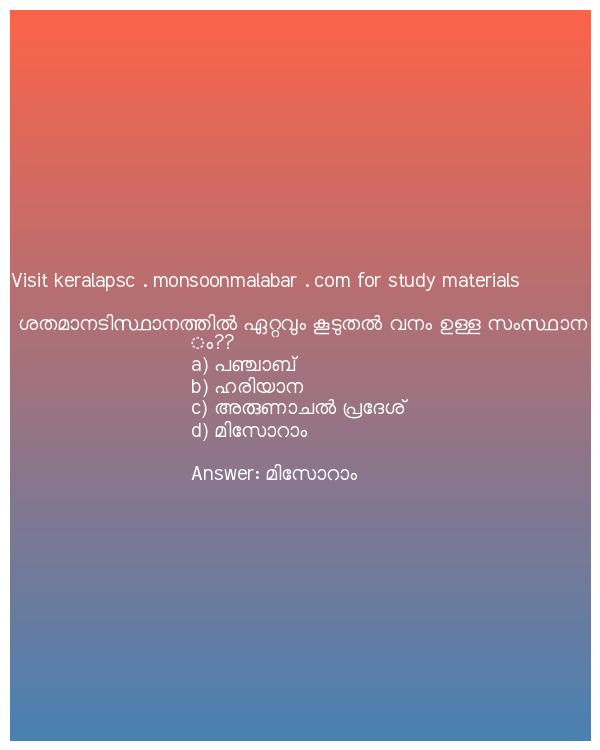 Visit keralapsc . monsoonmalabar . com for study materials
ശതമാനടിസ്ഥാനത്തിൽ ഏറ്റവും കൂടുതൽ വനം ഉള്ള സംസ്ഥാന
ം??
a) പഞ്ചാബ്
b) ഹരിയാന
c) അരുണാചൽ പ്രദേശ്
d) മിസോറാം
Answer: മിസോറാം